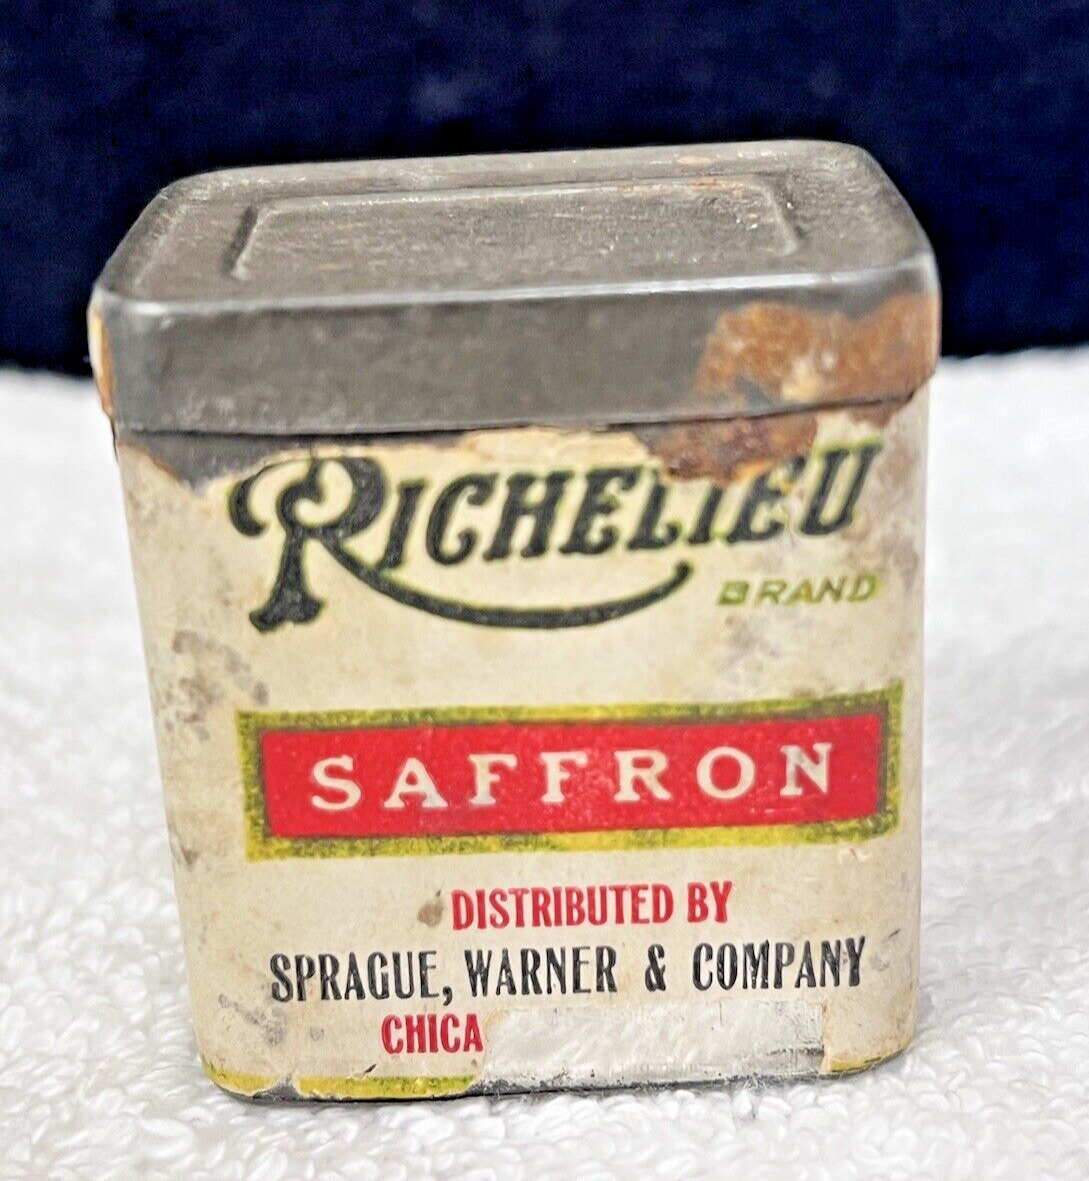 RICHELIEU
BRAND
SAFFRON
DISTRIBUTED BY
SPRAGUE, WARNER & COMPANY
CHICA